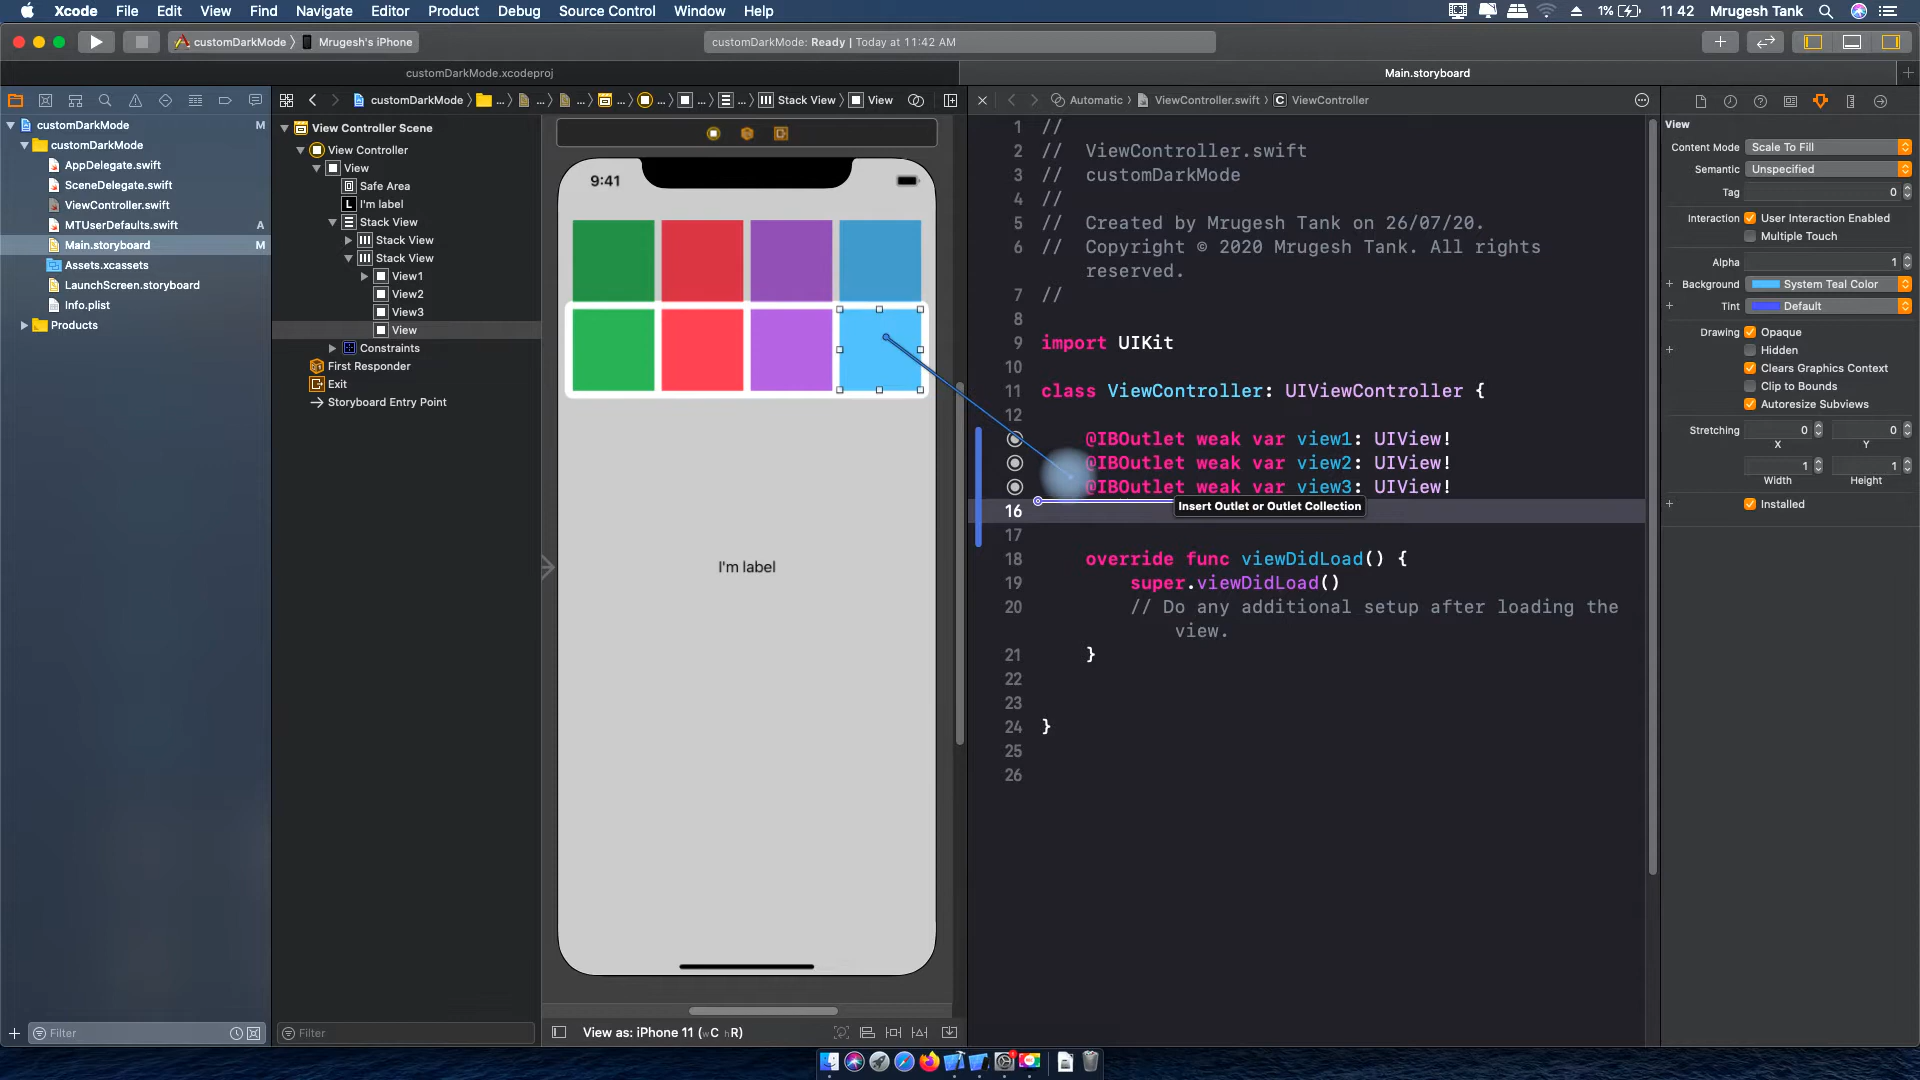 Xcode File Edit View Find Navigate Editor Product Debug Source Control Window Help 1% 11 42 Mrugesh Tank
customDarkMode Mrugesh's iPhone customDarkMode: Ready | Today at 11:42 AM
customDarkMode.xcodeproj Main.storyboard
customDarkMode ... ... ... ... ... ... Stack View View
Automatic ViewController.swift C ViewController
customDarkMode M
customDarkMode
AppDelegate.swift
SceneDelegate.swift
ViewController.swift
MTUserDefaults.swift A
Main.storyboard M
Assets.xcassets
LaunchScreen.storyboard
Info.plist
Products
Filter
View Controller Scene
View Controller
View
Safe Area
L I'm label
Stack View
Stack View
Stack View
View1
View2
View3
View
Constraints
First Responder
Exit
Storyboard Entry Point
Filter
9:41
I'm label
View as: iPhone 11 (wC hR)
1 //
2 // ViewController.swift
3 // customDarkMode
4 //
5 // Created by Mrugesh Tank on 26/07/20.
6 // Copyright © 2020 Mrugesh Tank. All rights
reserved.
7 //
8
9 import UIKit
10
11 class ViewController: UIViewController {
12
@IBOutlet weak var view1: UIView!
@IBOutlet weak var view2: UIView!
@IBOutlet weak var view3: UIView!
16
Insert Outlet or Outlet Collection
17
18 override func viewDidLoad() {
19 super.viewDidLoad()
20 // Do any additional setup after loading the
view.
21 }
22
23
24 }
25
26
View
Content Mode Scale To Fill
Semantic Unspecified
Tag 0
Interaction User Interaction Enabled
Multiple Touch
Alpha 1
+ Background System Teal Color
+ Tint Default
Drawing Opaque
+ Hidden
Clears Graphics Context
Clip to Bounds
Autoresize Subviews
Stretching 0 0
X Y
1 1
Width Height
+ Installed